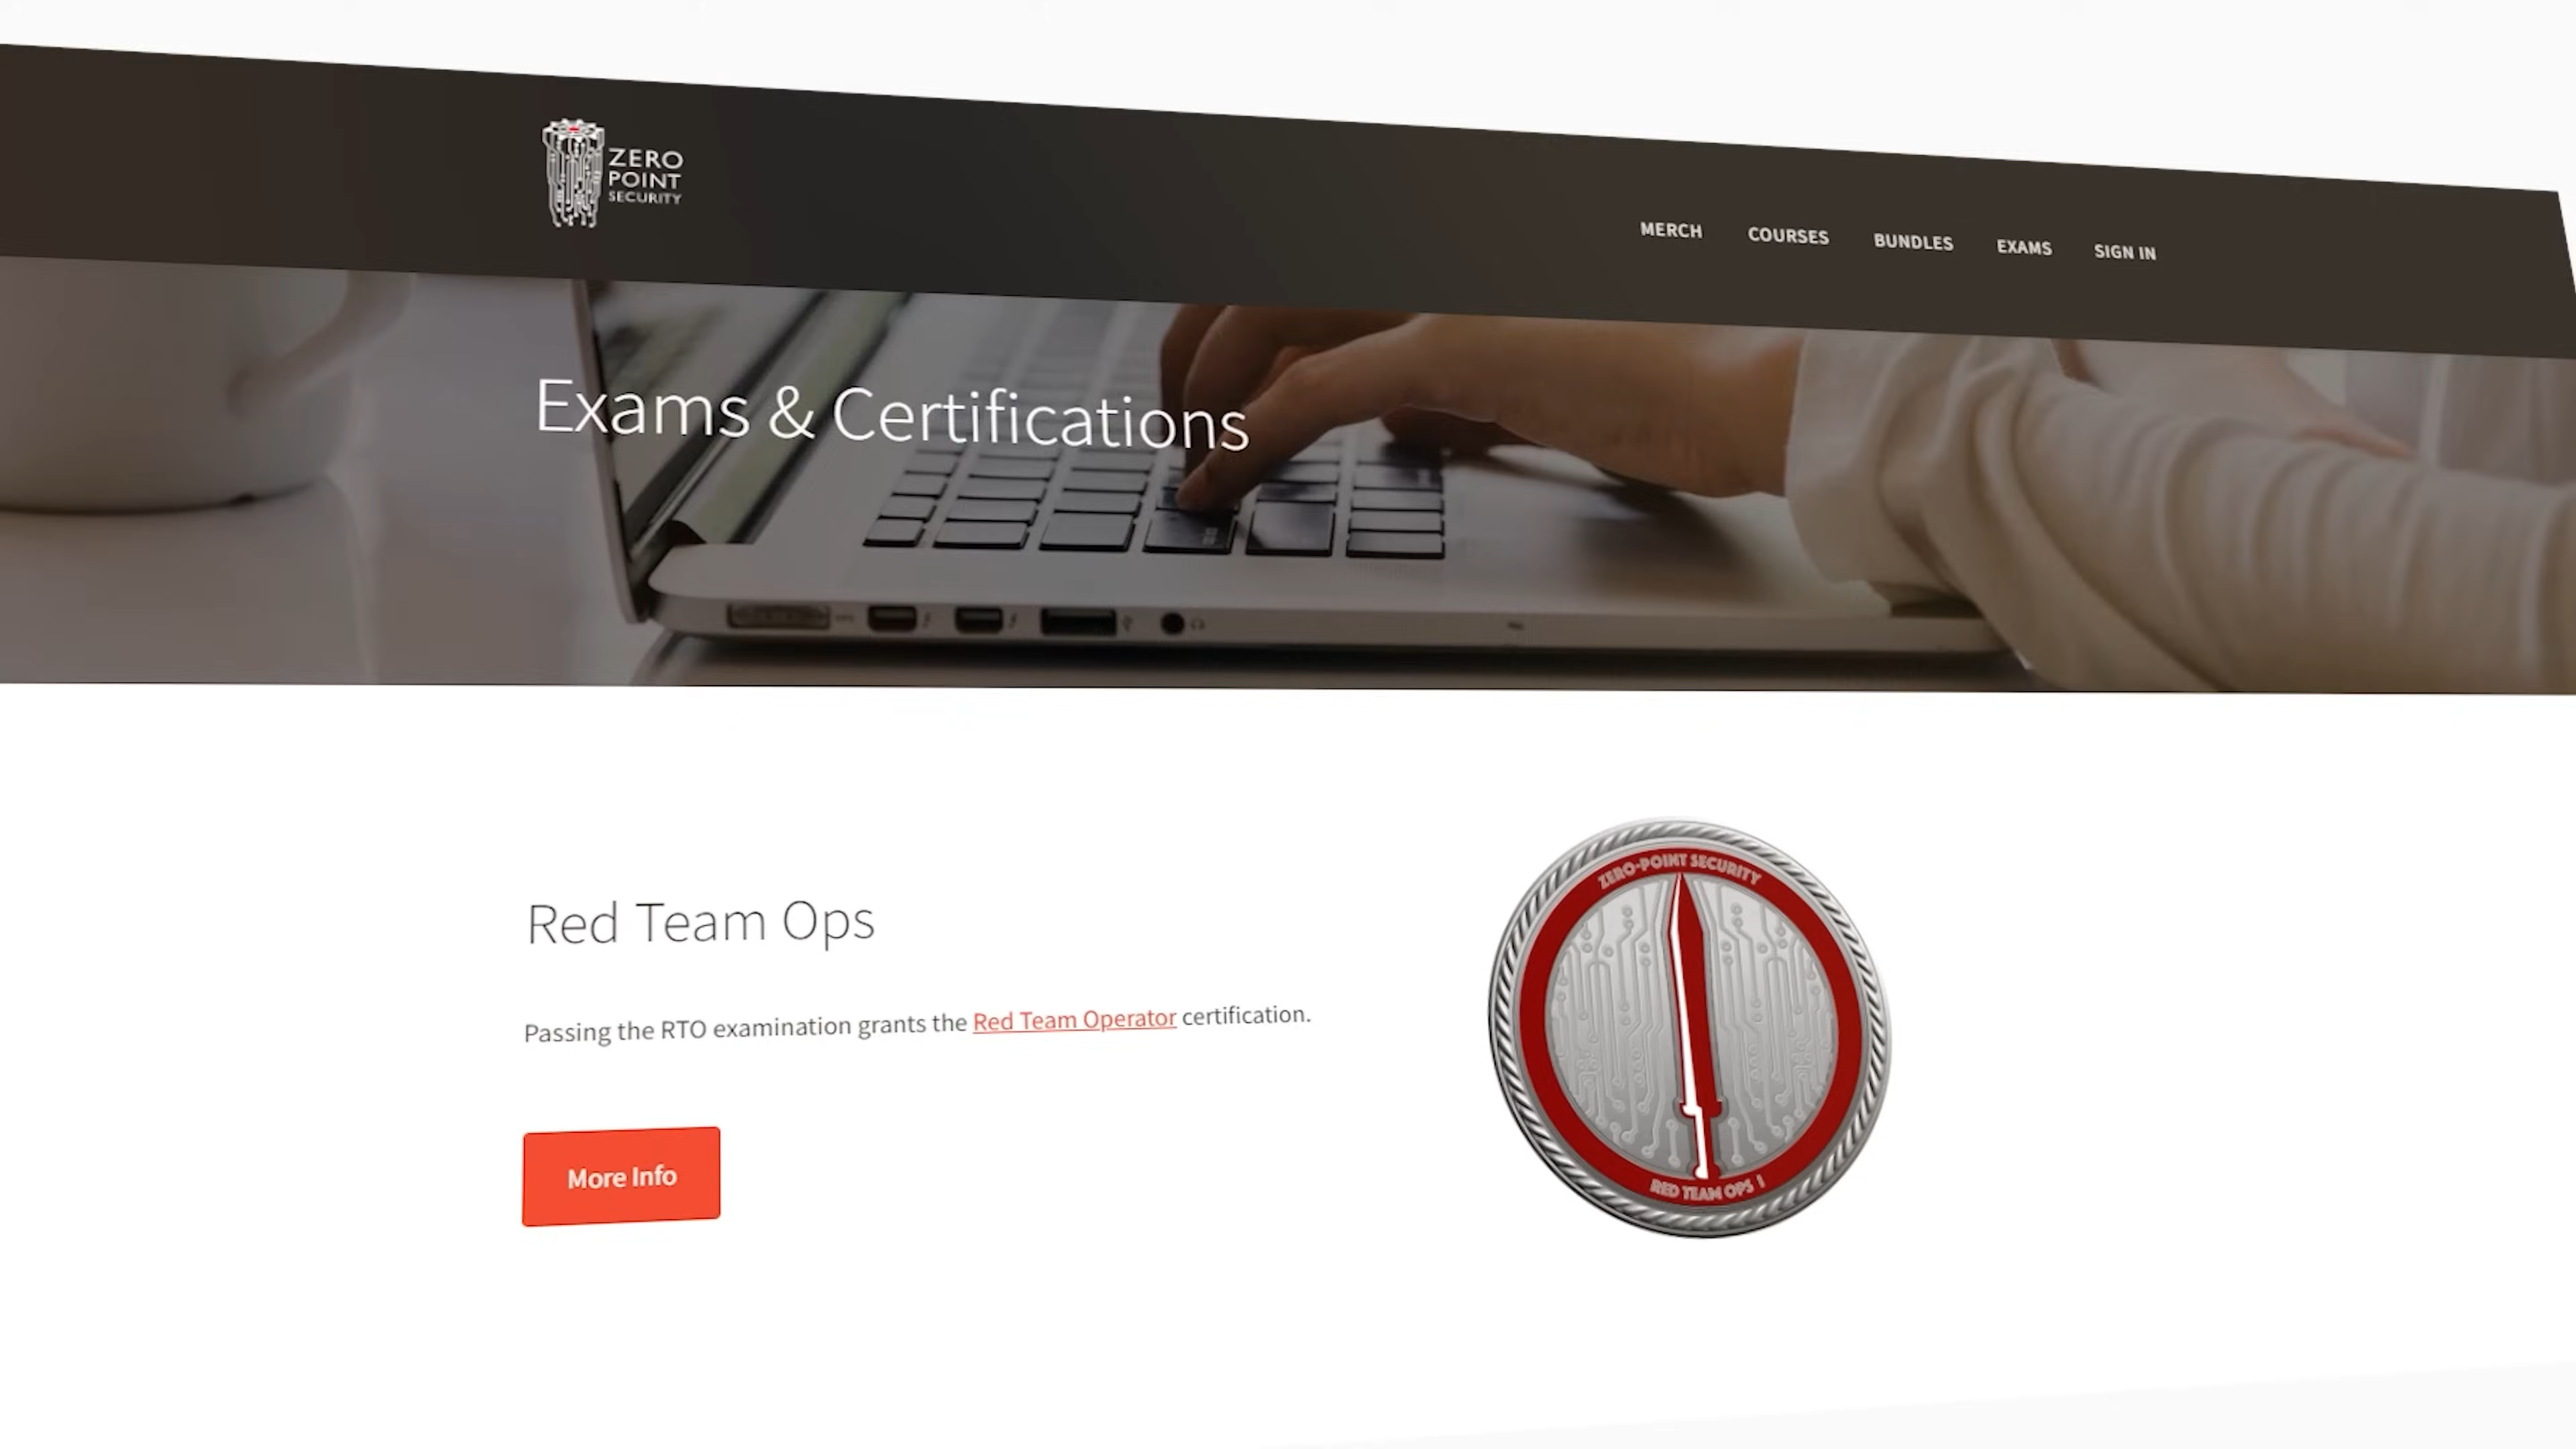 ZERO
POINT
SECURITY
MERCH COURSES BUNDLES EXAMS SIGN IN
Exams & Certifications
Red Team Ops
Passing the RTO examination grants the Red Team Operator certification.
More Info
ZERO-POINT SECURITY
RED TEAM OPS I